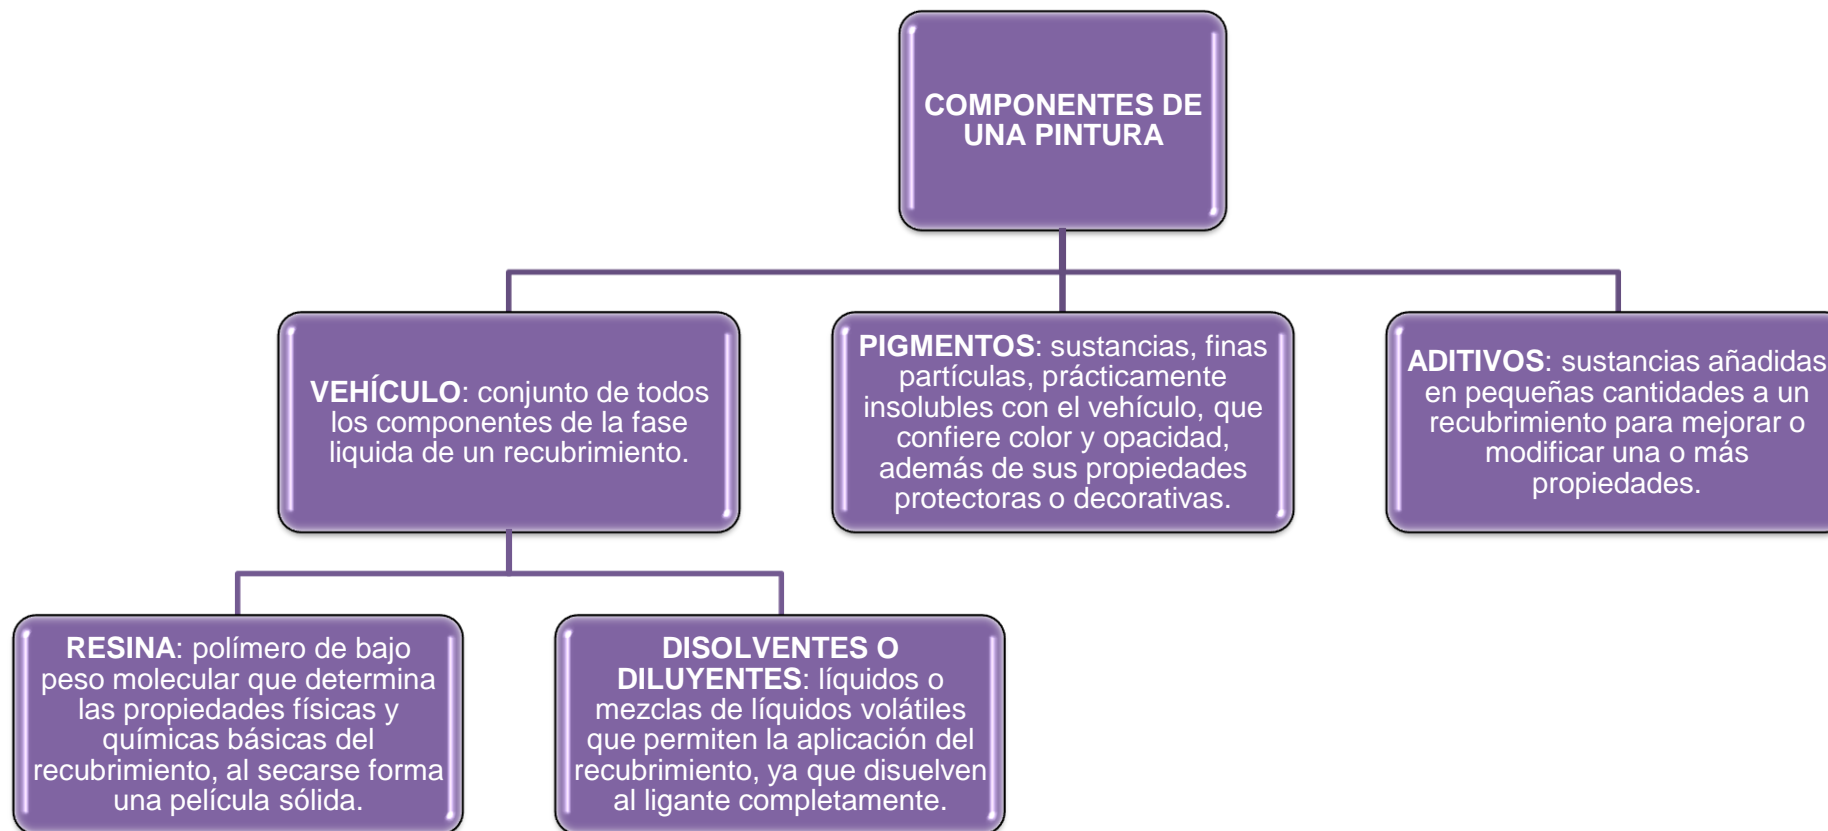 COMPONENTES DE
UNA PINTURA
VEHÍCULO: conjunto de todos
los componentes de la fase
liquida de un recubrimiento.
PIGMENTOS: sustancias, finas
partículas, prácticamente
insolubles con el vehículo, que
confiere color y opacidad,
además de sus propiedades
protectoras o decorativas.
ADITIVOS: sustancias añadidas
en pequeñas cantidades a un
recubrimiento para mejorar o
modificar una o más
propiedades.
RESINA: polímero de bajo
peso molecular que determina
las propiedades físicas y
químicas básicas del
recubrimiento, al secarse forma
una película sólida.
DISOLVENTES O
DILUYENTES: líquidos o
mezclas de líquidos volátiles
que permiten la aplicación del
recubrimiento, ya que disuelven
al ligante completamente.